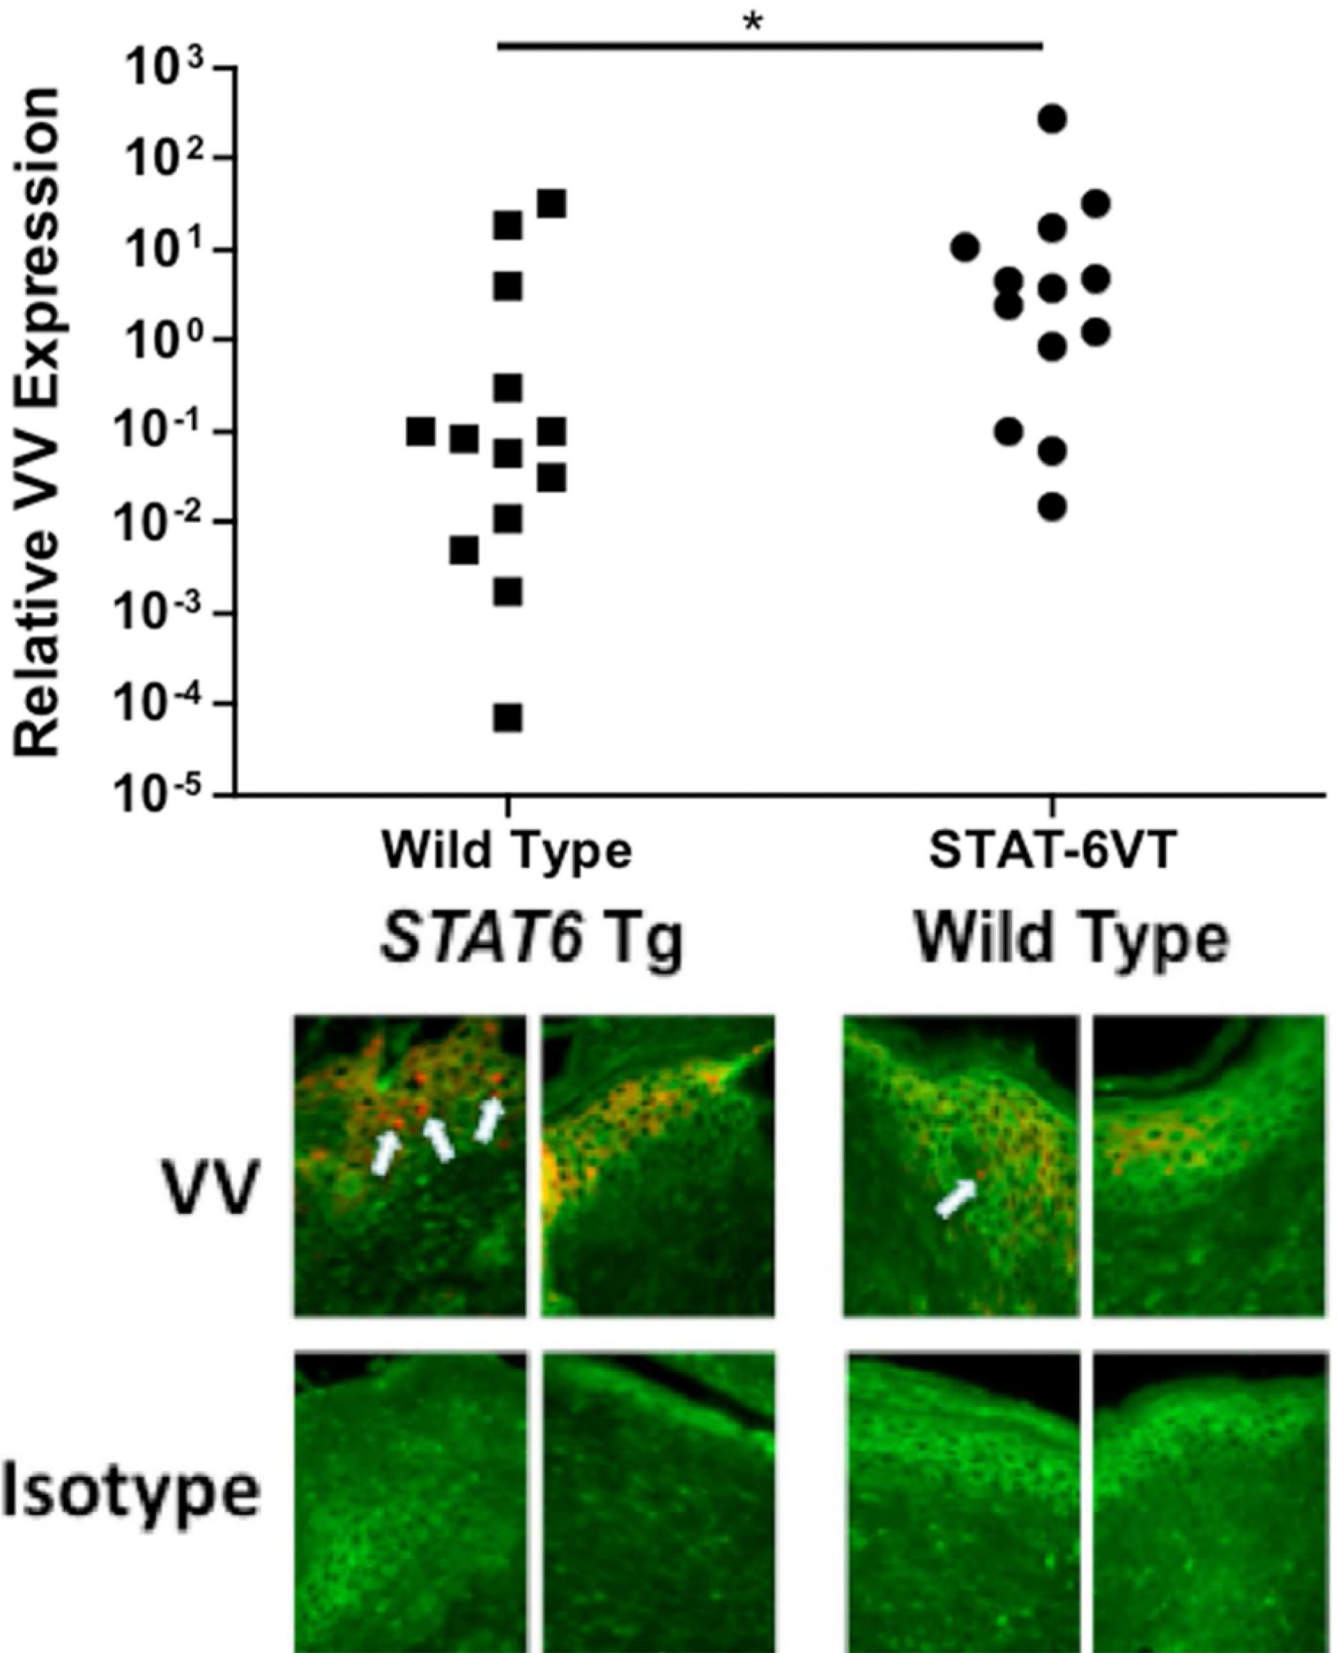 *
Relative VV Expression
10³
10²
10¹
10⁰
10⁻¹
10⁻²
10⁻³
10⁻⁴
10⁻⁵
Wild Type STAT-6VT
STAT6 Tg Wild Type
VV
Isotype